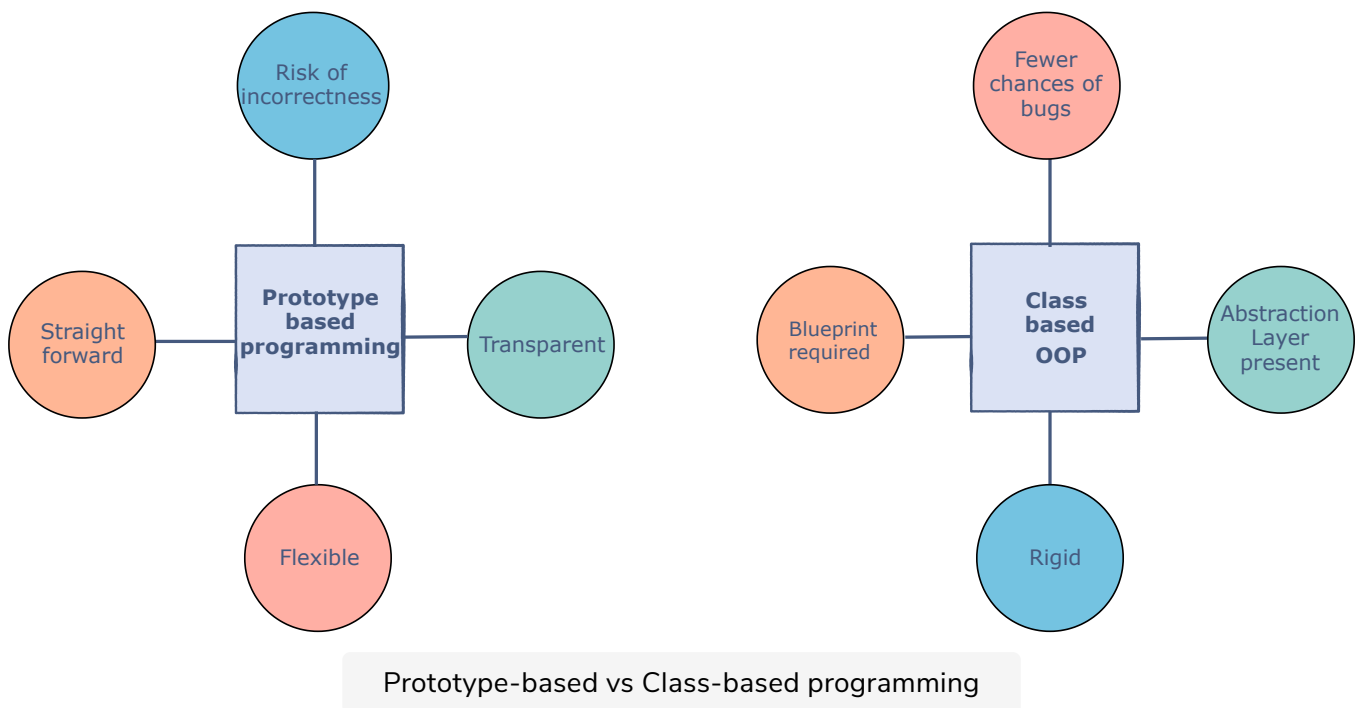 Risk of
incorrectness
Straight
forward
Prototype
based
programming
Transparent
Flexible
Fewer
chances of
bugs
Blueprint
required
Class
based
OOP
Abstraction
Layer
present
Rigid
Prototype-based vs Class-based programming